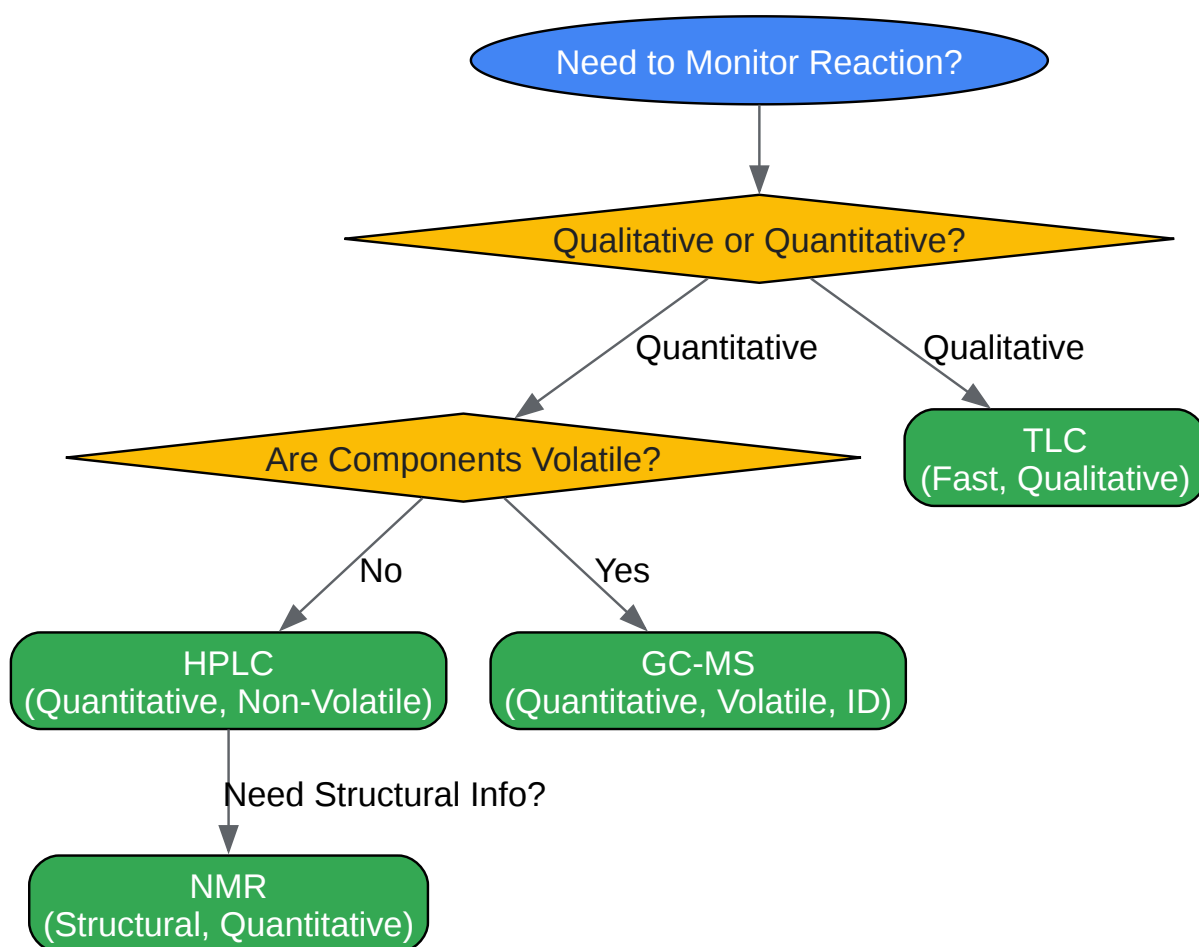 Need to Monitor Reaction?
Qualitative or Quantitative?
Quantitative
Qualitative
TLC
(Fast, Qualitative)
Are Components Volatile?
No
Yes
HPLC
(Quantitative, Non-Volatile)
GC-MS
(Quantitative, Volatile, ID)
Need Structural Info?
NMR
(Structural, Quantitative)